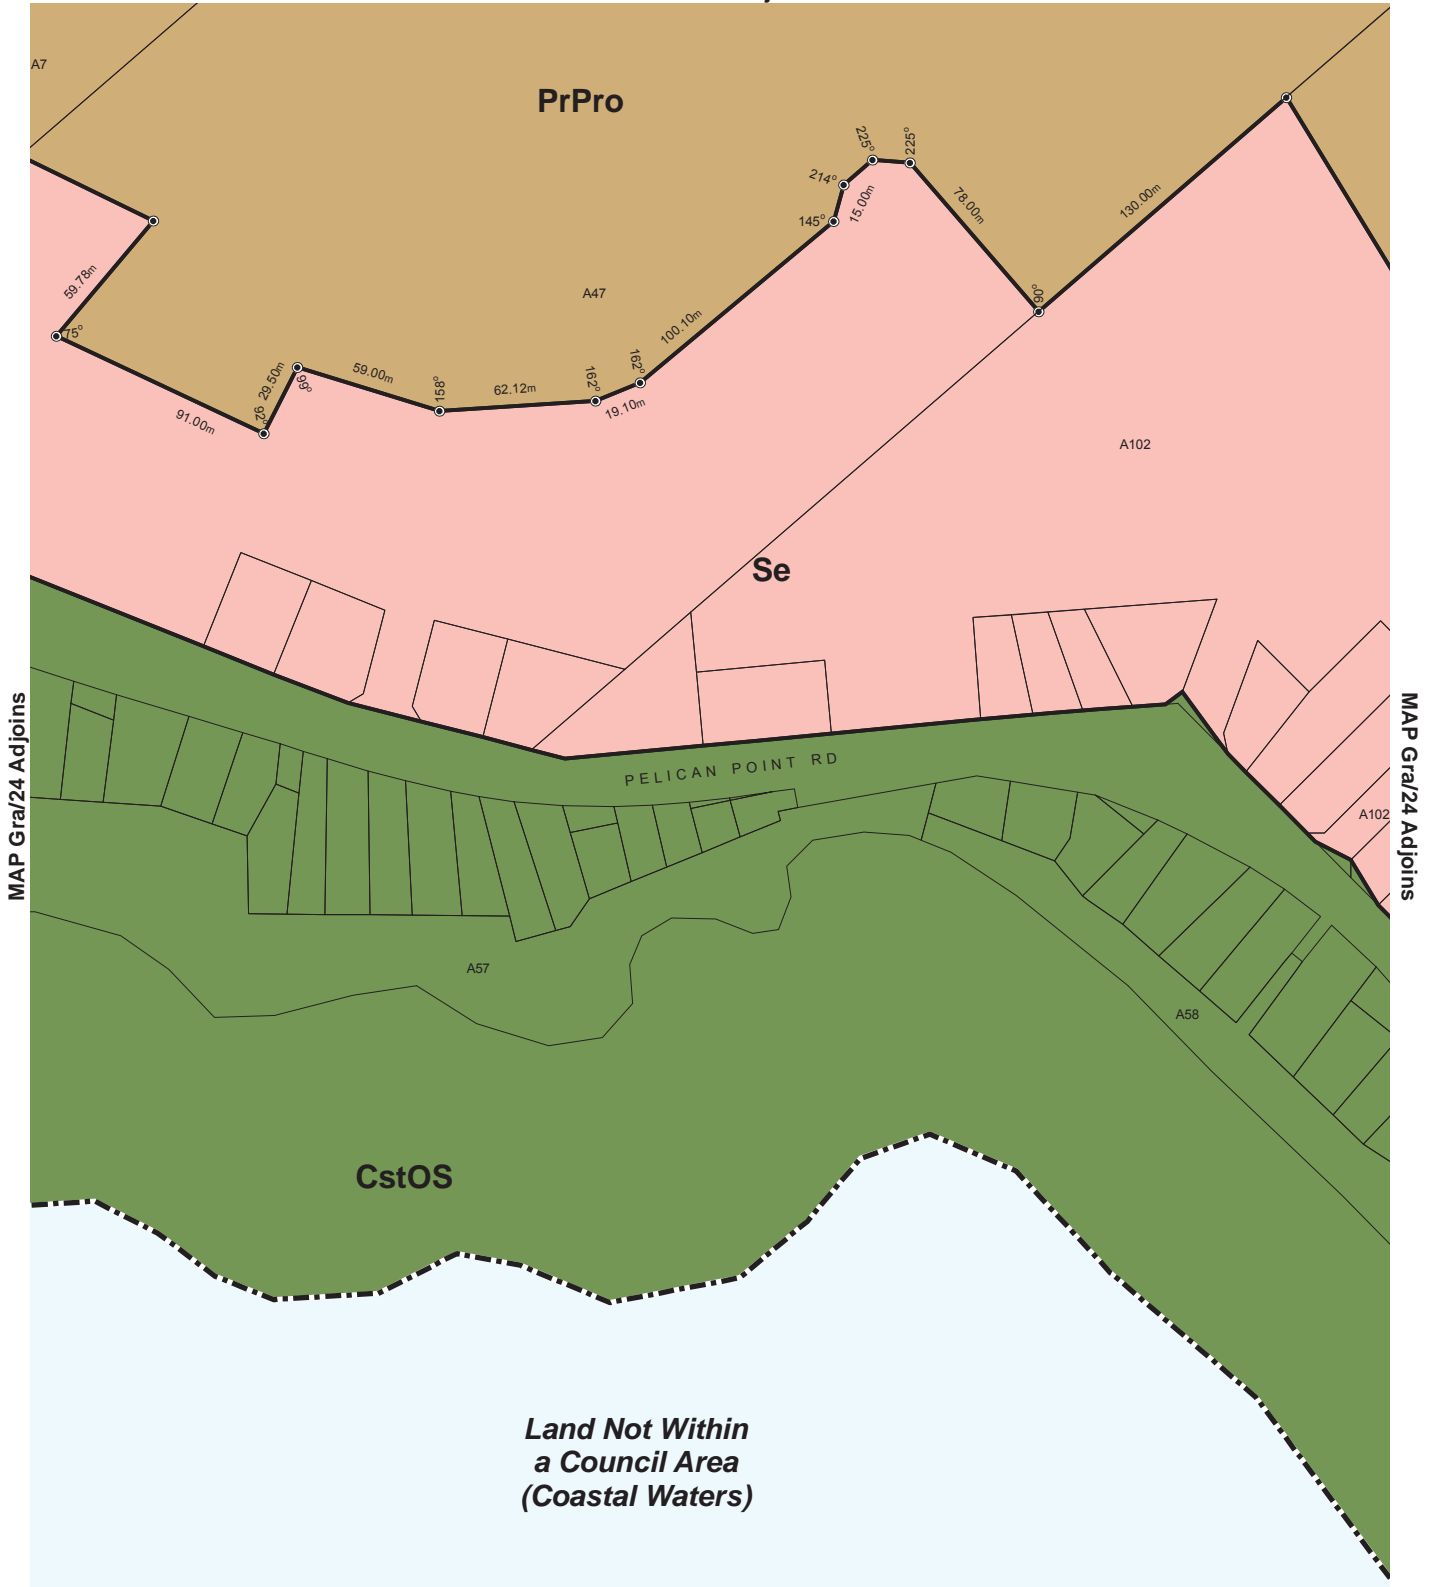 A7
PrPro
225°
225°
214°
145°
15.00m
78.00m
130.00m
90°
59.78m
75°
A47
100.10m
162°
162°
19.10m
62.12m
158°
59.00m
99°
29.50m
92°
91.00m
A102
Se
MAP Gra/24 Adjoins
MAP Gra/24 Adjoins
PELICAN POINT RD
A102
A57
A58
CstOS
Land Not Within
a Council Area
(Coastal Waters)